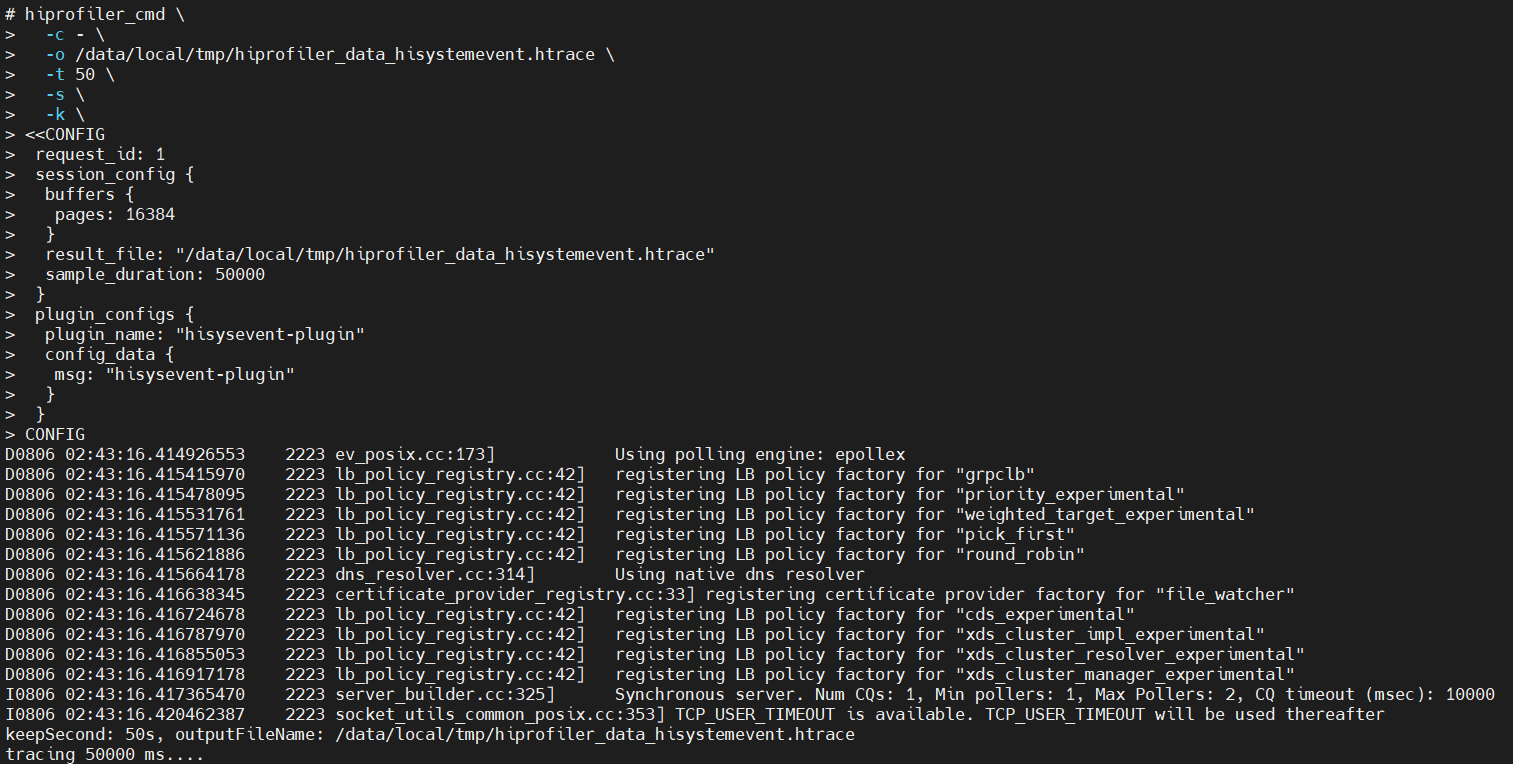 # hiprofiler_cmd \
>   -c - \
>   -o /data/local/tmp/hiprofiler_data_hisystemevent.htrace \
>   -t 50 \
>   -s \
>   -k \
> <<CONFIG
>  request_id: 1
>  session_config {
>   buffers {
>    pages: 16384
>   }
>   result_file: "/data/local/tmp/hiprofiler_data_hisystemevent.htrace"
>   sample_duration: 50000
>  }
>  plugin_configs {
>   plugin_name: "hisysevent-plugin"
>   config_data {
>    msg: "hisysevent-plugin"
>   }
>  }
> CONFIG
D0806 02:43:16.414926553    2223 ev_posix.cc:173]            Using polling engine: epollex
D0806 02:43:16.415415970    2223 lb_policy_registry.cc:42]   registering LB policy factory for "grpclb"
D0806 02:43:16.415478095    2223 lb_policy_registry.cc:42]   registering LB policy factory for "priority_experimental"
D0806 02:43:16.415531761    2223 lb_policy_registry.cc:42]   registering LB policy factory for "weighted_target_experimental"
D0806 02:43:16.415571136    2223 lb_policy_registry.cc:42]   registering LB policy factory for "pick_first"
D0806 02:43:16.415621886    2223 lb_policy_registry.cc:42]   registering LB policy factory for "round_robin"
D0806 02:43:16.415664178    2223 dns_resolver.cc:314]        Using native dns resolver
D0806 02:43:16.416638345    2223 certificate_provider_registry.cc:33] registering certificate provider factory for "file_watcher"
D0806 02:43:16.416724678    2223 lb_policy_registry.cc:42]   registering LB policy factory for "cds_experimental"
D0806 02:43:16.416787970    2223 lb_policy_registry.cc:42]   registering LB policy factory for "xds_cluster_impl_experimental"
D0806 02:43:16.416855053    2223 lb_policy_registry.cc:42]   registering LB policy factory for "xds_cluster_resolver_experimental"
D0806 02:43:16.416917178    2223 lb_policy_registry.cc:42]   registering LB policy factory for "xds_cluster_manager_experimental"
I0806 02:43:16.417365470    2223 server_builder.cc:325]      Synchronous server. Num CQs: 1, Min pollers: 1, Max Pollers: 2, CQ timeout (msec): 10000
I0806 02:43:16.420462387    2223 socket_utils_common_posix.cc:353] TCP_USER_TIMEOUT is available. TCP_USER_TIMEOUT will be used thereafter
keepSecond: 50s, outputFileName: /data/local/tmp/hiprofiler_data_hisystemevent.htrace
tracing 50000 ms....